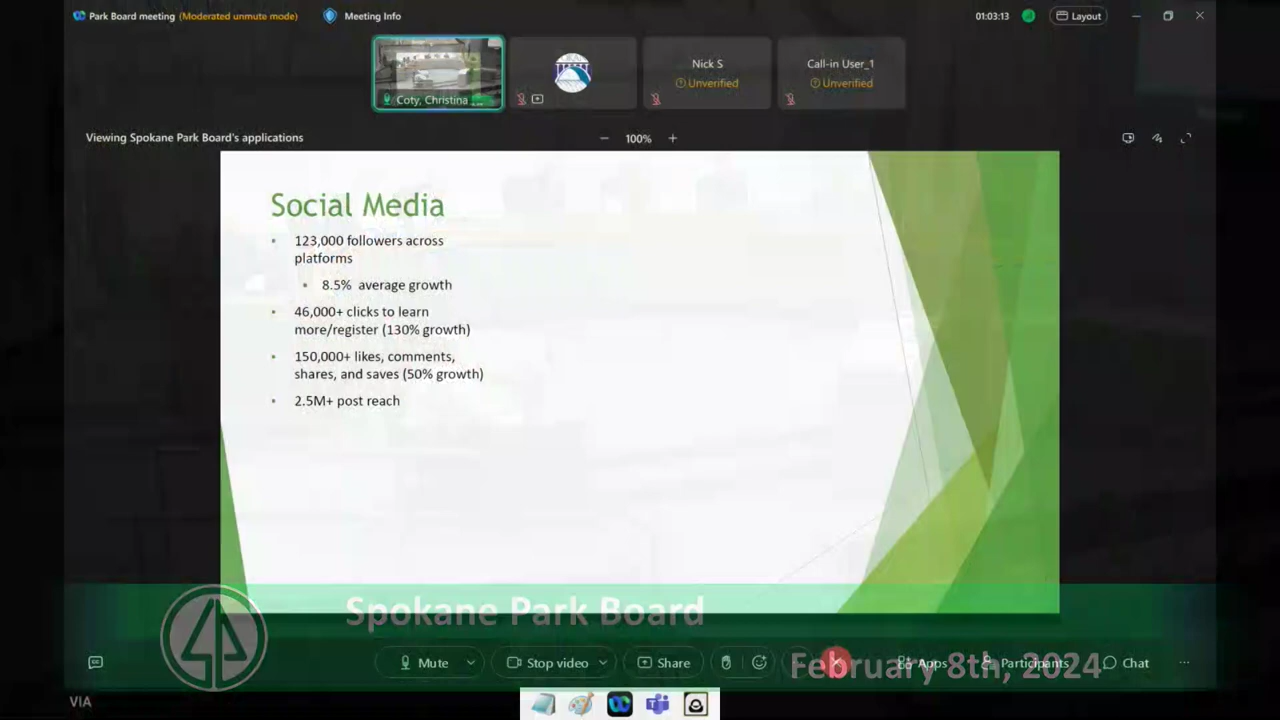 Park Board meeting (Moderated unmute mode) Meeting Info 01:03:13 Layout
Nick S
Unverified
Call-in User_1
Unverified
Coty, Christina ...
Viewing Spokane Park Board's applications 100%
Social Media
123,000 followers across
platforms
8.5% average growth
46,000+ clicks to learn
more/register (130% growth)
150,000+ likes, comments,
shares, and saves (50% growth)
2.5M+ post reach
Spokane Park Board
Mute Stop video Share Apps Participants Chat
February 8th, 2024
VIA